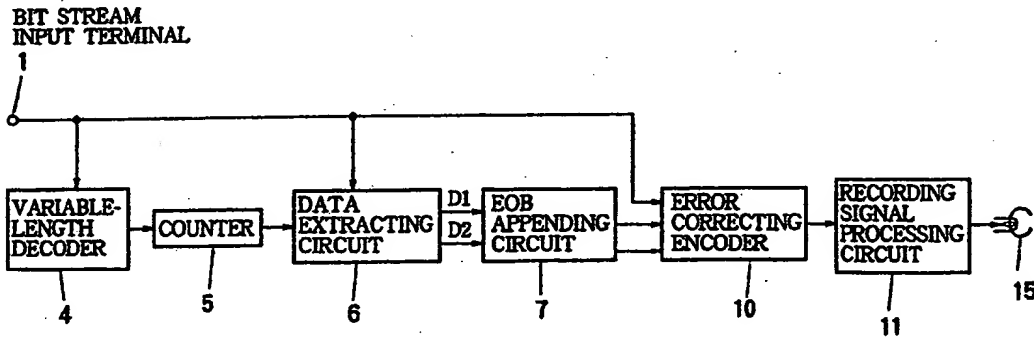 BIT STREAM
INPUT TERMINAL
1
VARIABLE-
LENGTH
DECODER
4
COUNTER
5
DATA
EXTRACTING
CIRCUIT
6
D1
D2
EOB
APPENDING
CIRCUIT
7
ERROR
CORRECTING
ENCODER
10
RECORDING
SIGNAL
PROCESSING
CIRCUIT
11
15